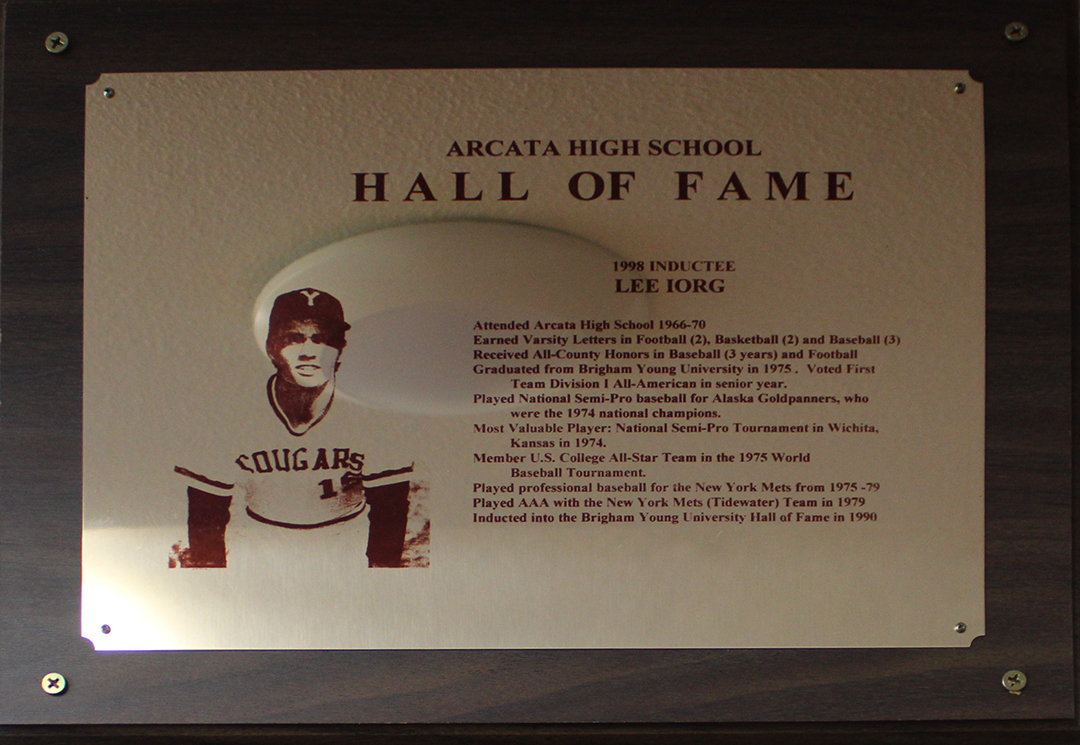 ARCATA HIGH SCHOOL
HALL OF FAME
1998 INDUCTEE
LEE IORG
Attended Arcata High School 1966-70
Earned Varsity Letters in Football (2), Basketball (2) and Baseball (3)
Received All-County Honors in Baseball (3 years) and Football
Graduated from Brigham Young University in 1975 . Voted First
Team Division I All-American in senior year.
Played National Semi-Pro baseball for Alaska Goldpanners, who
were the 1974 national champions.
Most Valuable Player: National Semi-Pro Tournament in Wichita,
Kansas in 1974.
Member U.S. College All-Star Team in the 1975 World
Baseball Tournament.
Played professional baseball for the New York Mets from 1975 -79
Played AAA with the New York Mets (Tidewater) Team in 1979
Inducted into the Brigham Young University Hall of Fame in 1990
Y
COUGARS